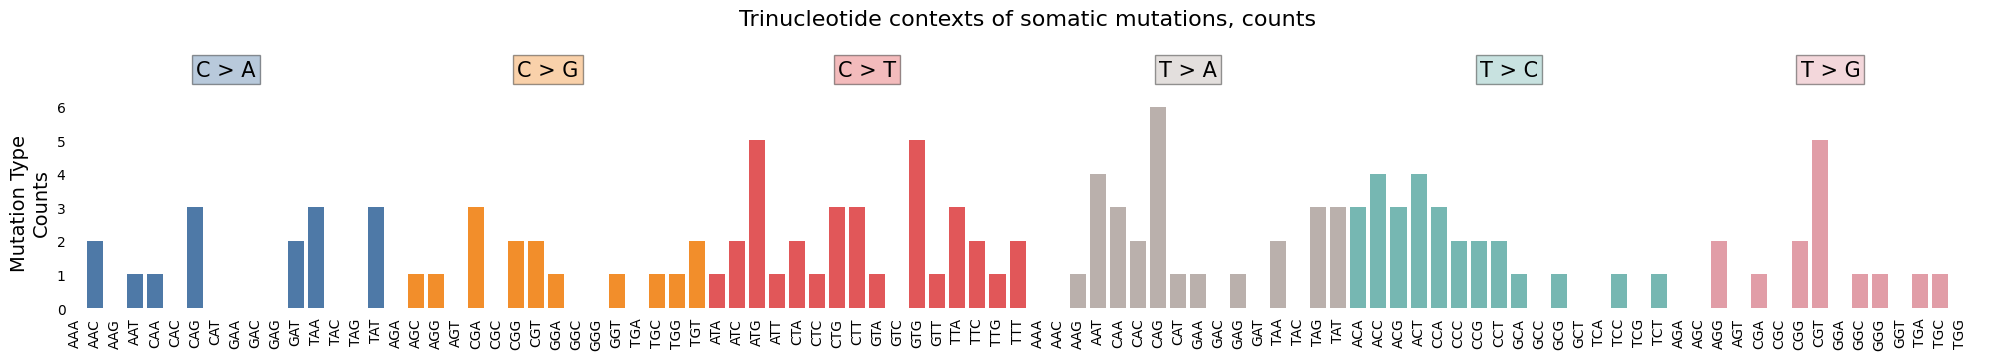 Trinucleotide contexts of somatic mutations, counts
C > A
C > G
C > T
T > A
T > C
T > G
Mutation Type
Counts
6
5
4
3
2
1
0
AAA
AAC
AAG
AAT
CAA
CAC
CAG
CAT
GAA
GAC
GAG
GAT
TAA
TAC
TAG
TAT
AGA
AGC
AGG
AGT
CGA
CGC
CGG
CGT
GGA
GGC
GGG
GGT
TGA
TGC
TGG
TGT
ATA
ATC
ATG
ATT
CTA
CTC
CTG
CTT
GTA
GTC
GTG
GTT
TTA
TTC
TTG
TTT
AAA
AAC
AAG
AAT
CAA
CAC
CAG
CAT
GAA
GAC
GAG
GAT
TAA
TAC
TAG
TAT
ACA
ACC
ACG
ACT
CCA
CCC
CCG
CCT
GCA
GCC
GCG
GCT
TCA
TCC
TCG
TCT
AGA
AGC
AGG
AGT
CGA
CGC
CGG
CGT
GGA
GGC
GGG
GGT
TGA
TGC
TGG